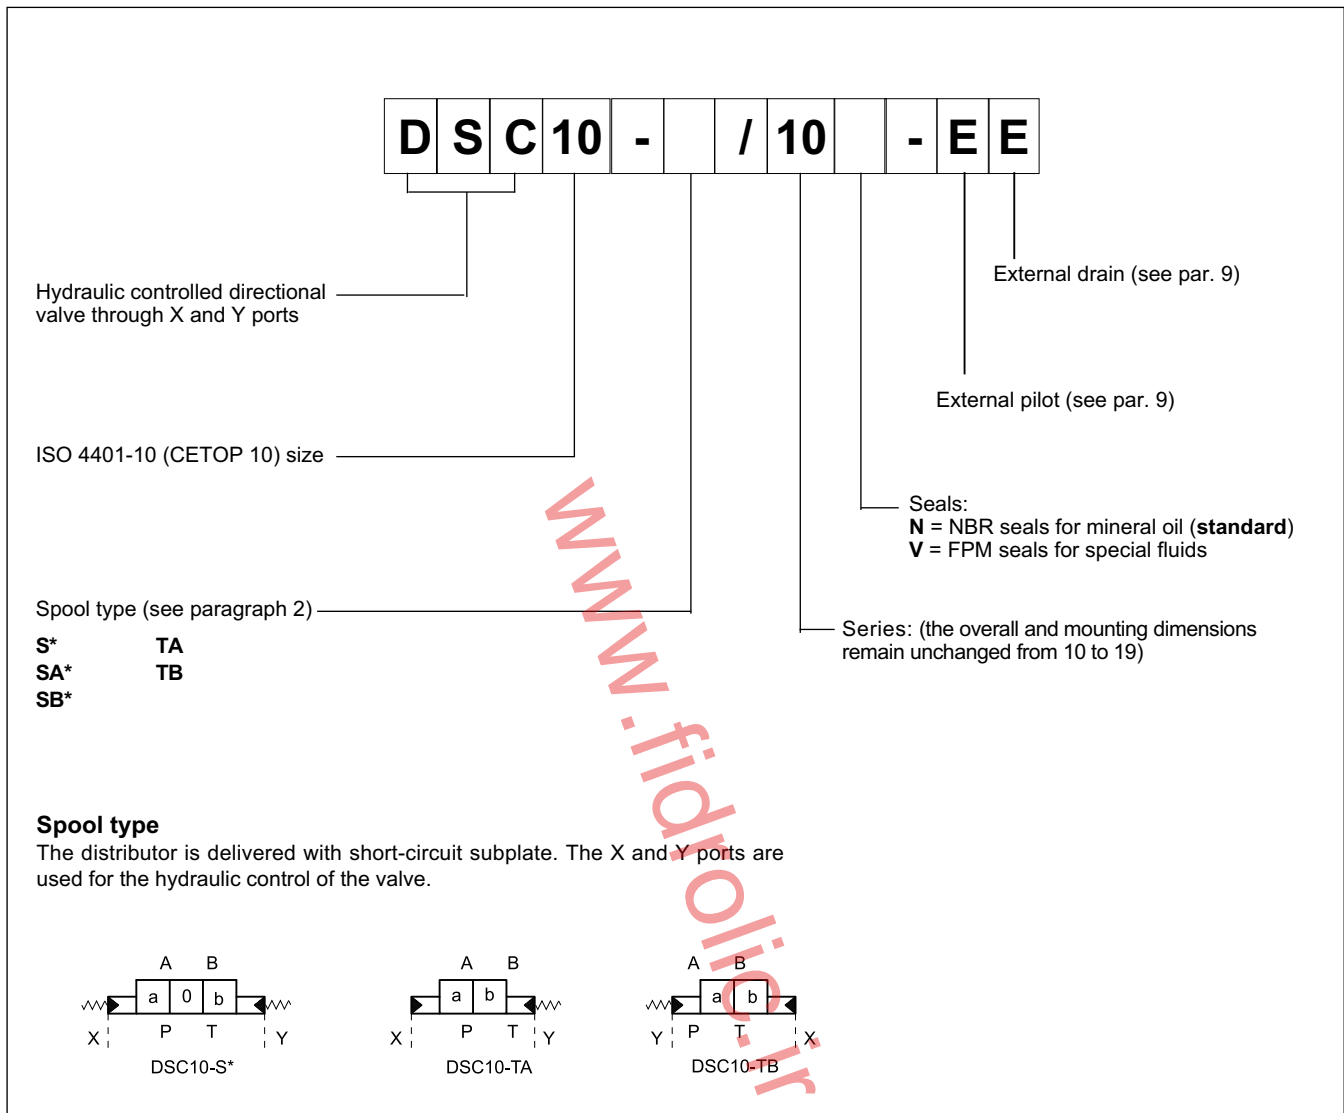 D S C 10 - / 10 - E E
External drain (see par. 9)
Hydraulic controlled directional
valve through X and Y ports
External pilot (see par. 9)
ISO 4401-10 (CETOP 10) size
Seals:
N = NBR seals for mineral oil (standard)
V = FPM seals for special fluids
Spool type (see paragraph 2)
S* TA
SA* TB
SB*
Series: (the overall and mounting dimensions
remain unchanged from 10 to 19)
www.fidrolic.ir
Spool type
The distributor is delivered with short-circuit subplate. The X and Y ports are
used for the hydraulic control of the valve.
A B
a 0 b
X P T Y
DSC10-S*
A B
a b
X P T Y
DSC10-TA
A B
a b
Y P T X
DSC10-TB